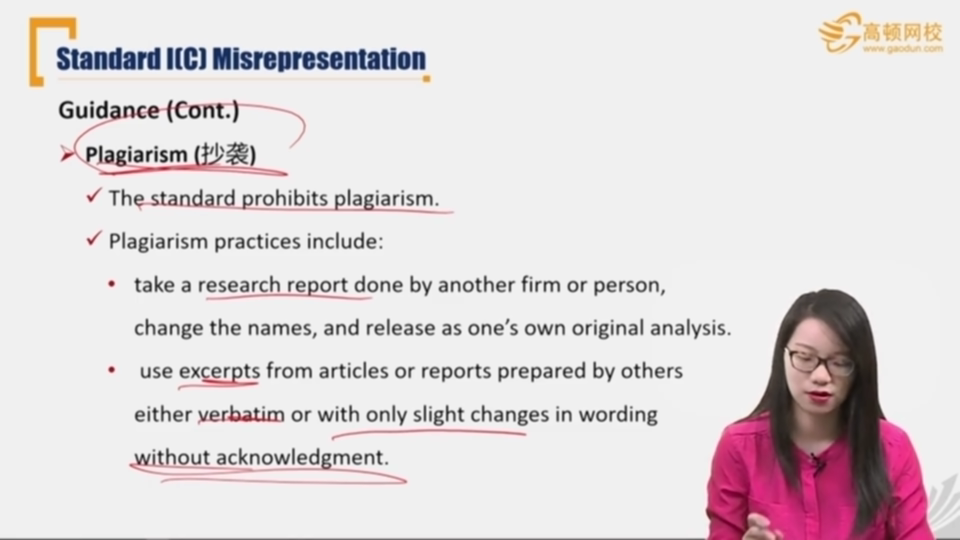 高顿网校
www.gaodun.com
Standard I(C) Misrepresentation
Guidance (Cont.)
Plagiarism (抄袭)
The standard prohibits plagiarism.
Plagiarism practices include:
take a research report done by another firm or person,
change the names, and release as one's own original analysis.
use excerpts from articles or reports prepared by others
either verbatim or with only slight changes in wording
without acknowledgment.